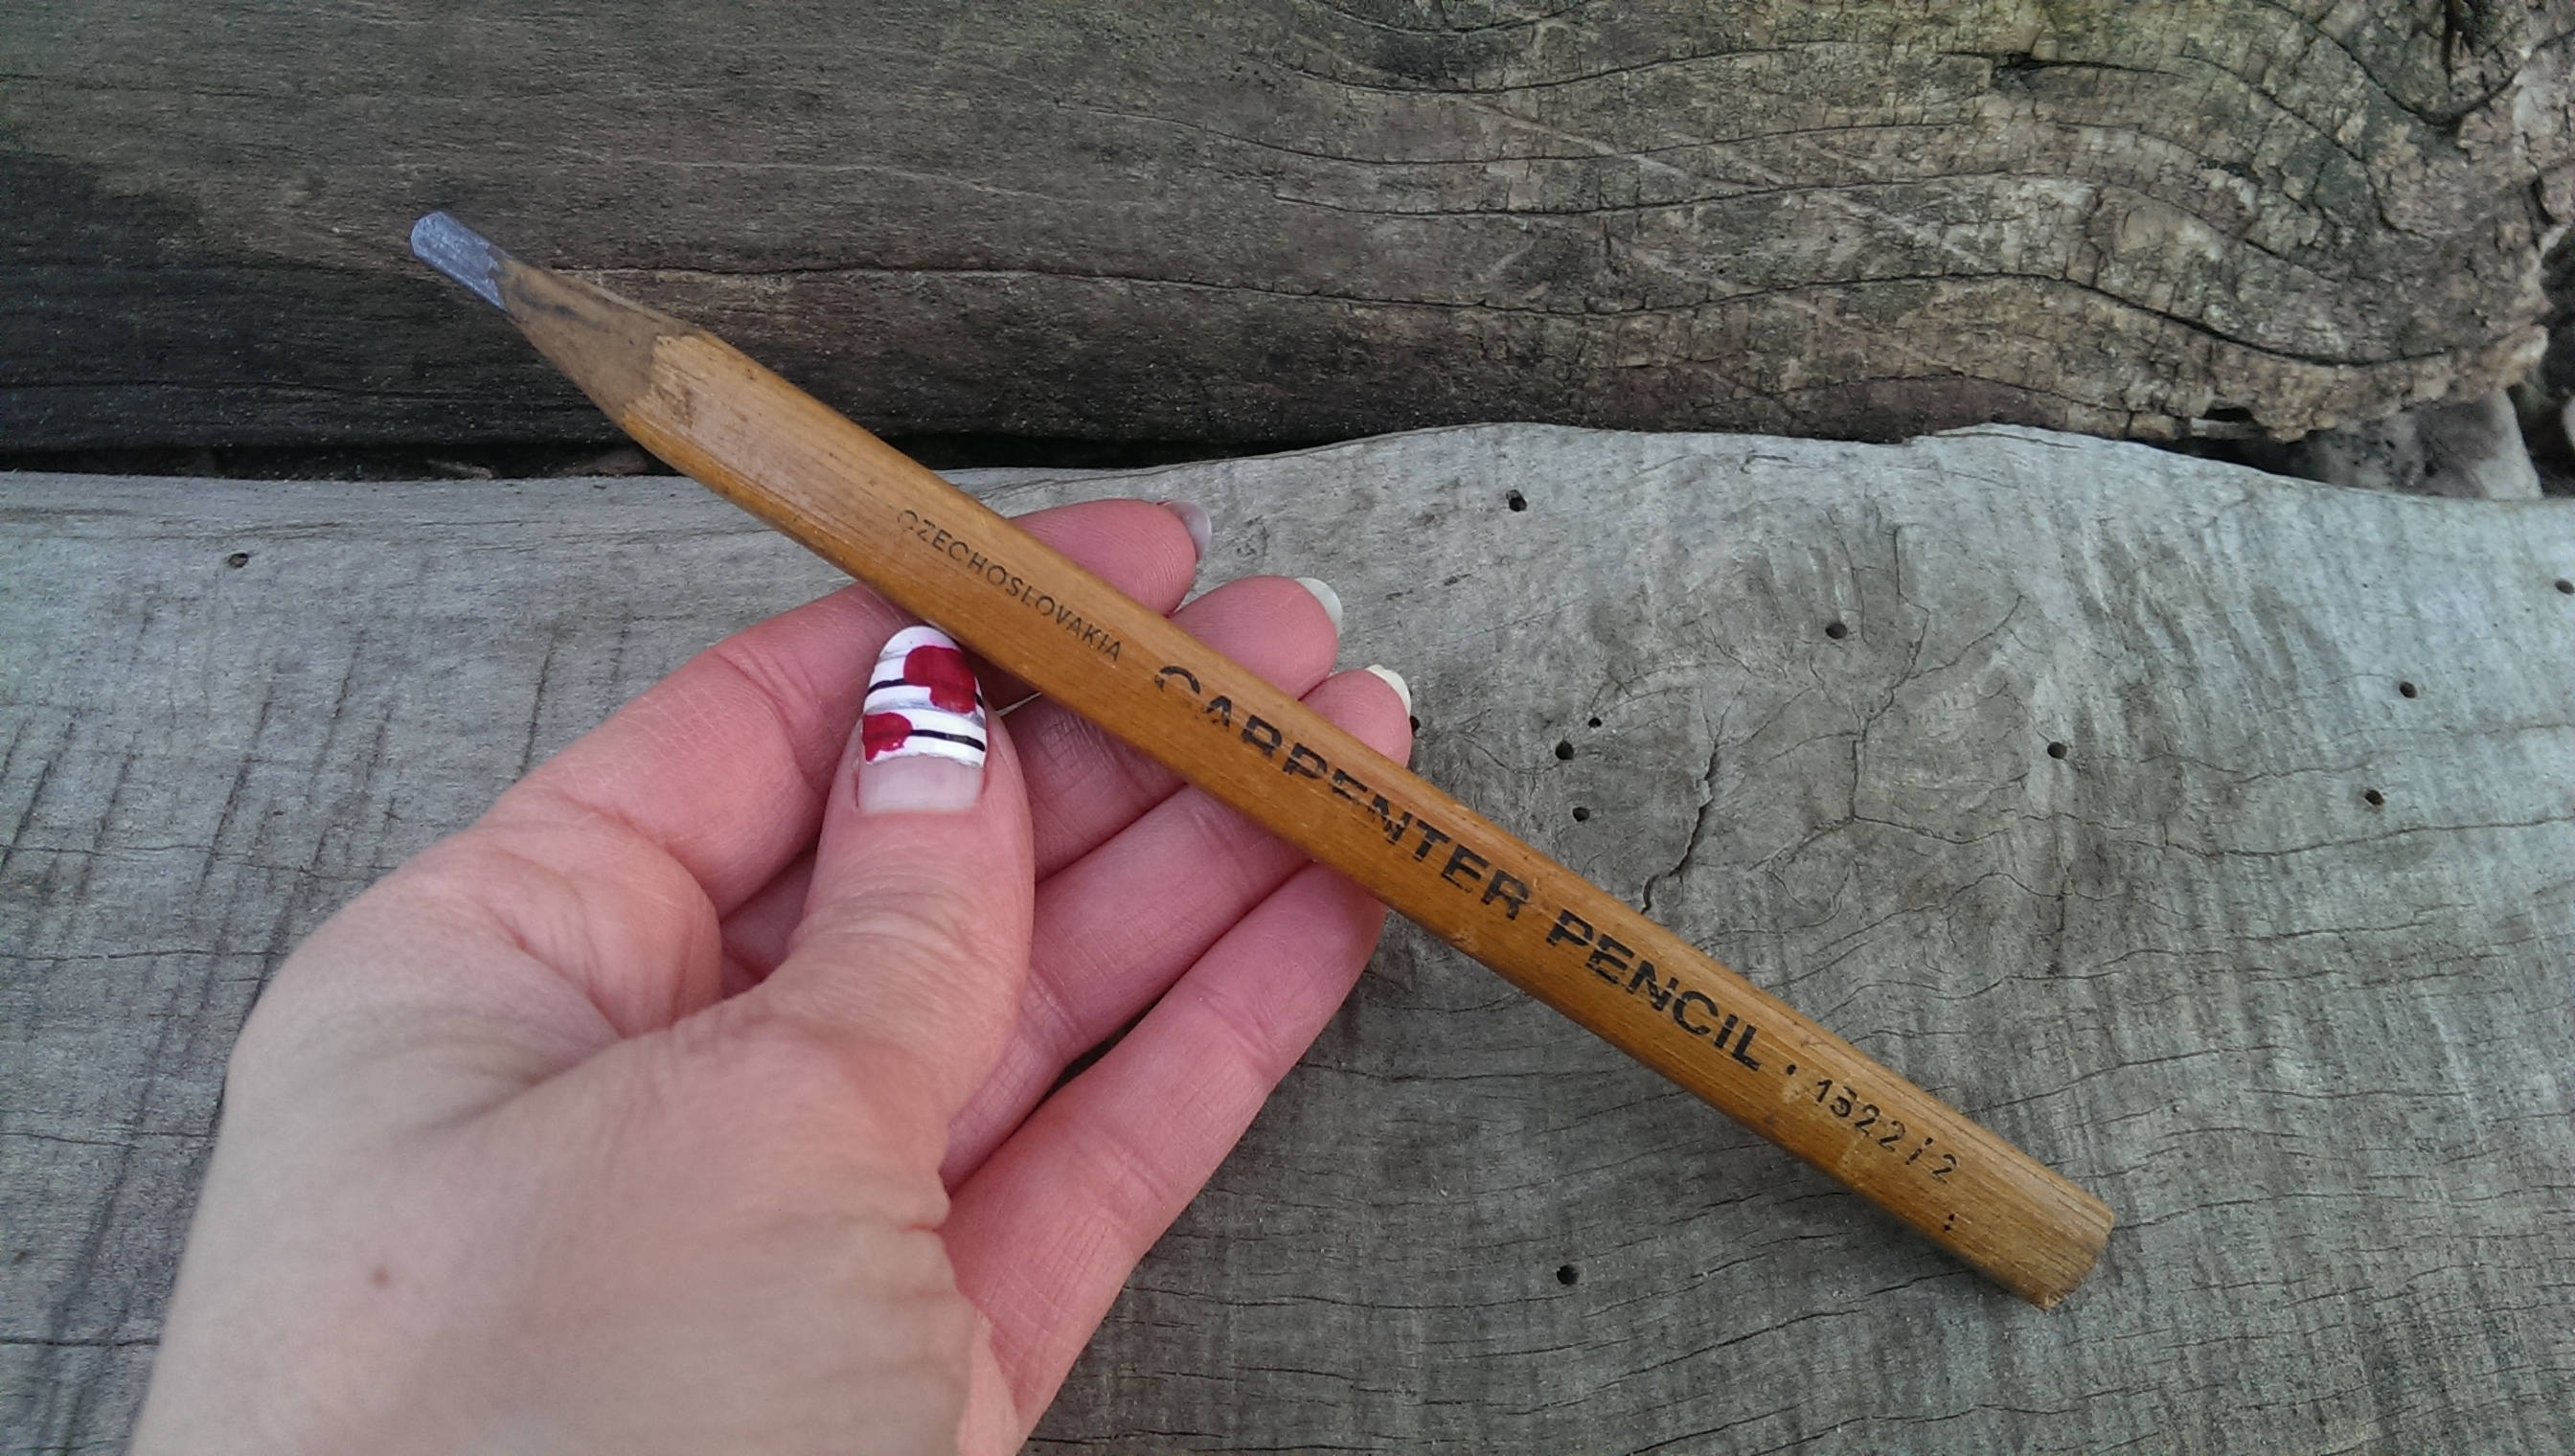 CZECHOSLOVAKIA CARPENTER PENCIL • 1522/2